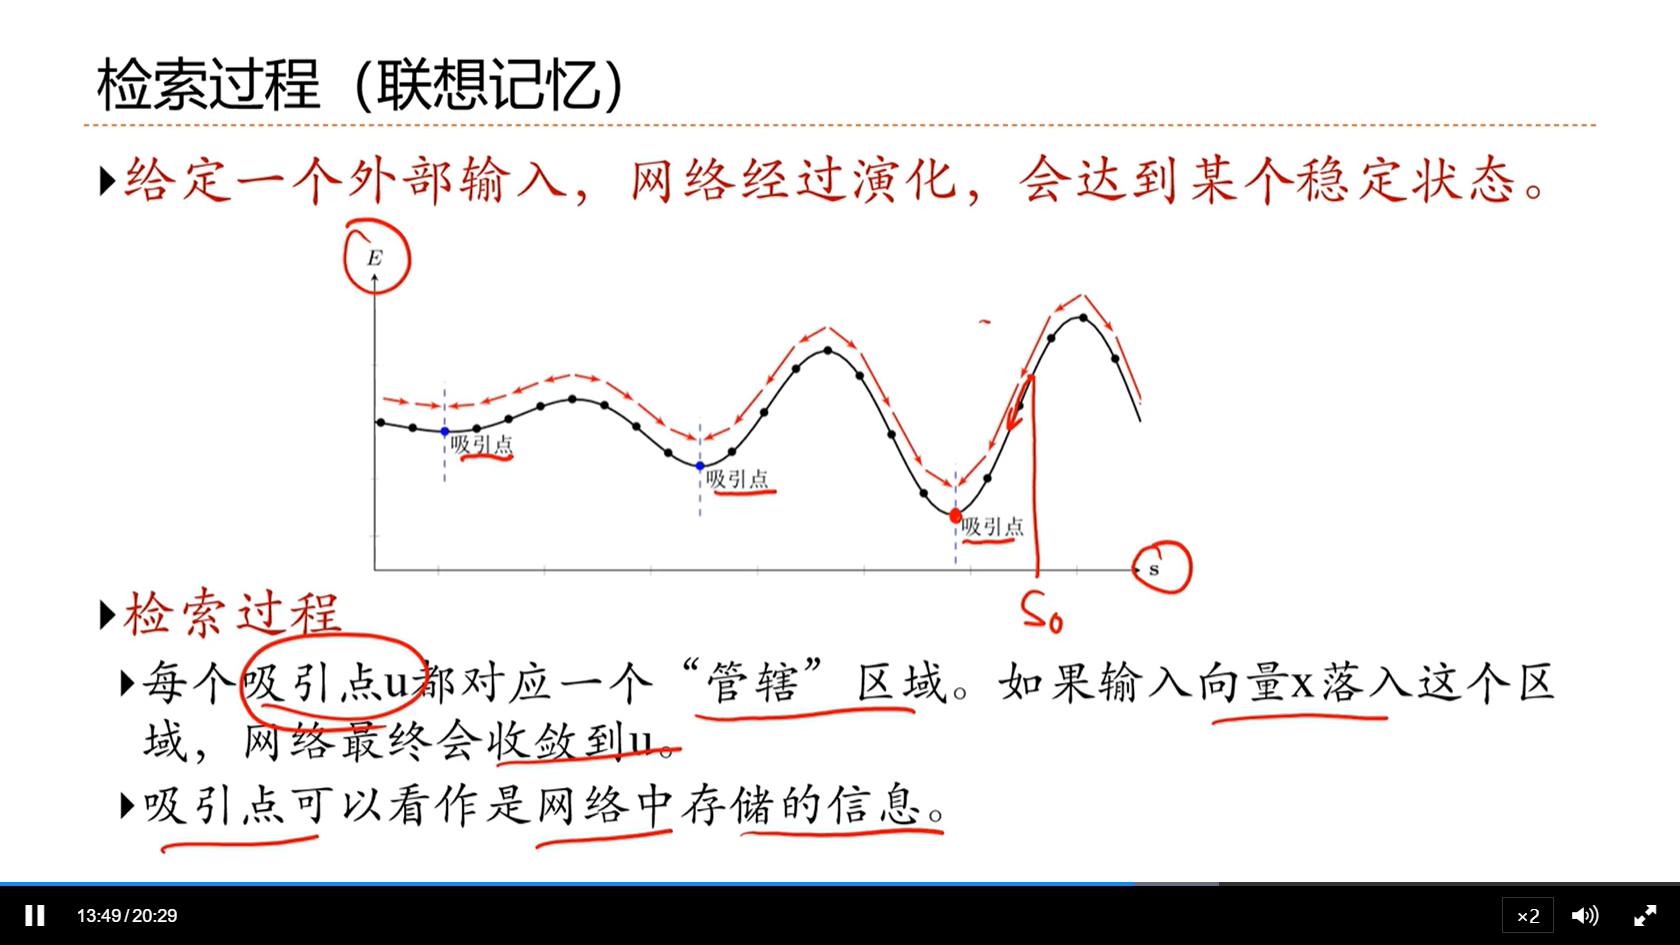 检索过程（联想记忆）
给定一个外部输入，网络经过演化，会达到某个稳定状态。
E
吸引点
吸引点
吸引点
s
S0
检索过程
每个吸引点u都对应一个“管辖”区域。如果输入向量x落入这个区
域，网络最终会收敛到u。
吸引点可以看作是网络中存储的信息。
13:49/20:29
×2